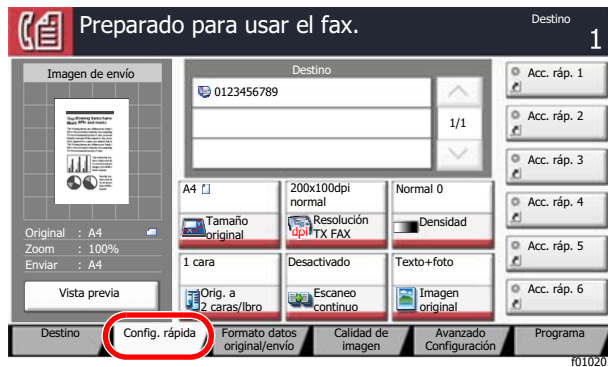 Preparado para usar el fax.
Destino
1
Imagen de envío
Original : A4
Zoom : 100%
Enviar : A4
Vista previa
Destino
0123456789
1/1
A4
Tamaño
original
200x100dpi
normal
dpi
Resolución
TX FAX
Normal 0
Densidad
1 cara
Orig. a
2 caras/lbro
Desactivado
Escaneo
continuo
Texto+foto
Imagen
original
Acc. ráp. 1
Acc. ráp. 2
Acc. ráp. 3
Acc. ráp. 4
Acc. ráp. 5
Acc. ráp. 6
Destino
Config. rápida
Formato datos
original/envío
Calidad de
imagen
Avanzado
Configuración
Programa
f01020